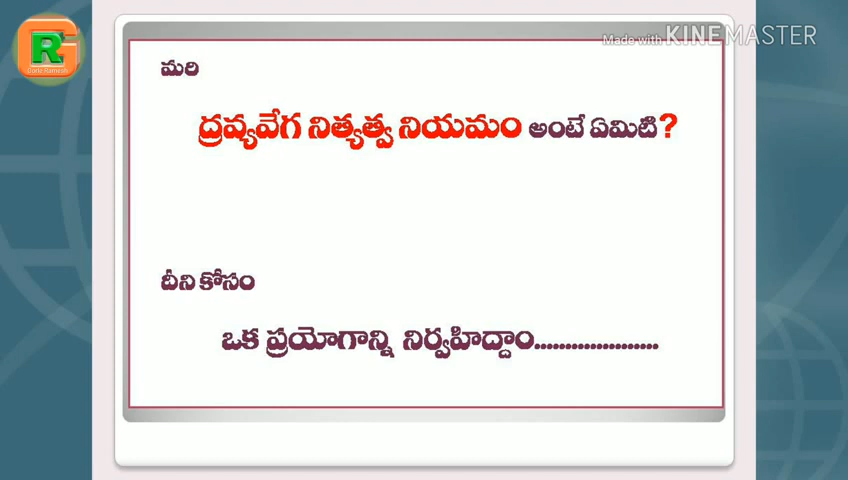 Made with KINEMASTER
మరి
ద్రవ్యవేగ నిత్యత్వ నియమం అంటే ఏమిటి?
దీని కోసం
ఒక ప్రయోగాన్ని నిర్వహిద్దాం....................